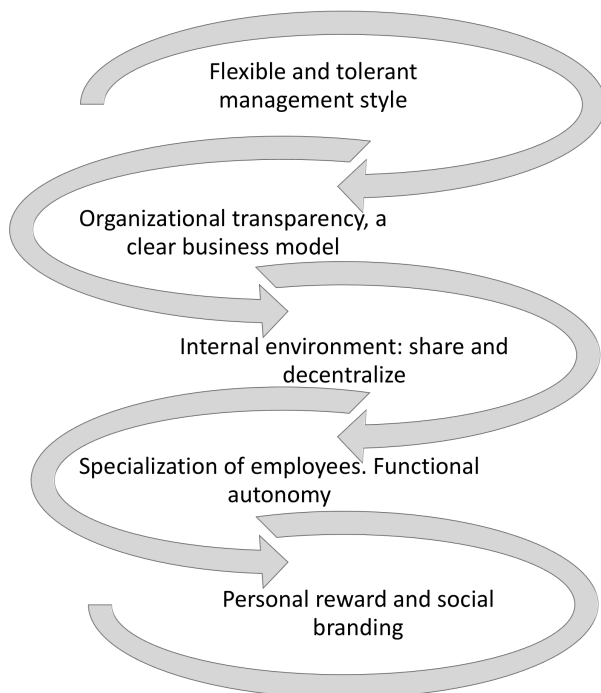 Flexible and tolerant
management style
Organizational transparency, a
clear business model
Internal environment: share and
decentralize
Specialization of employees. Functional
autonomy
Personal reward and social
branding